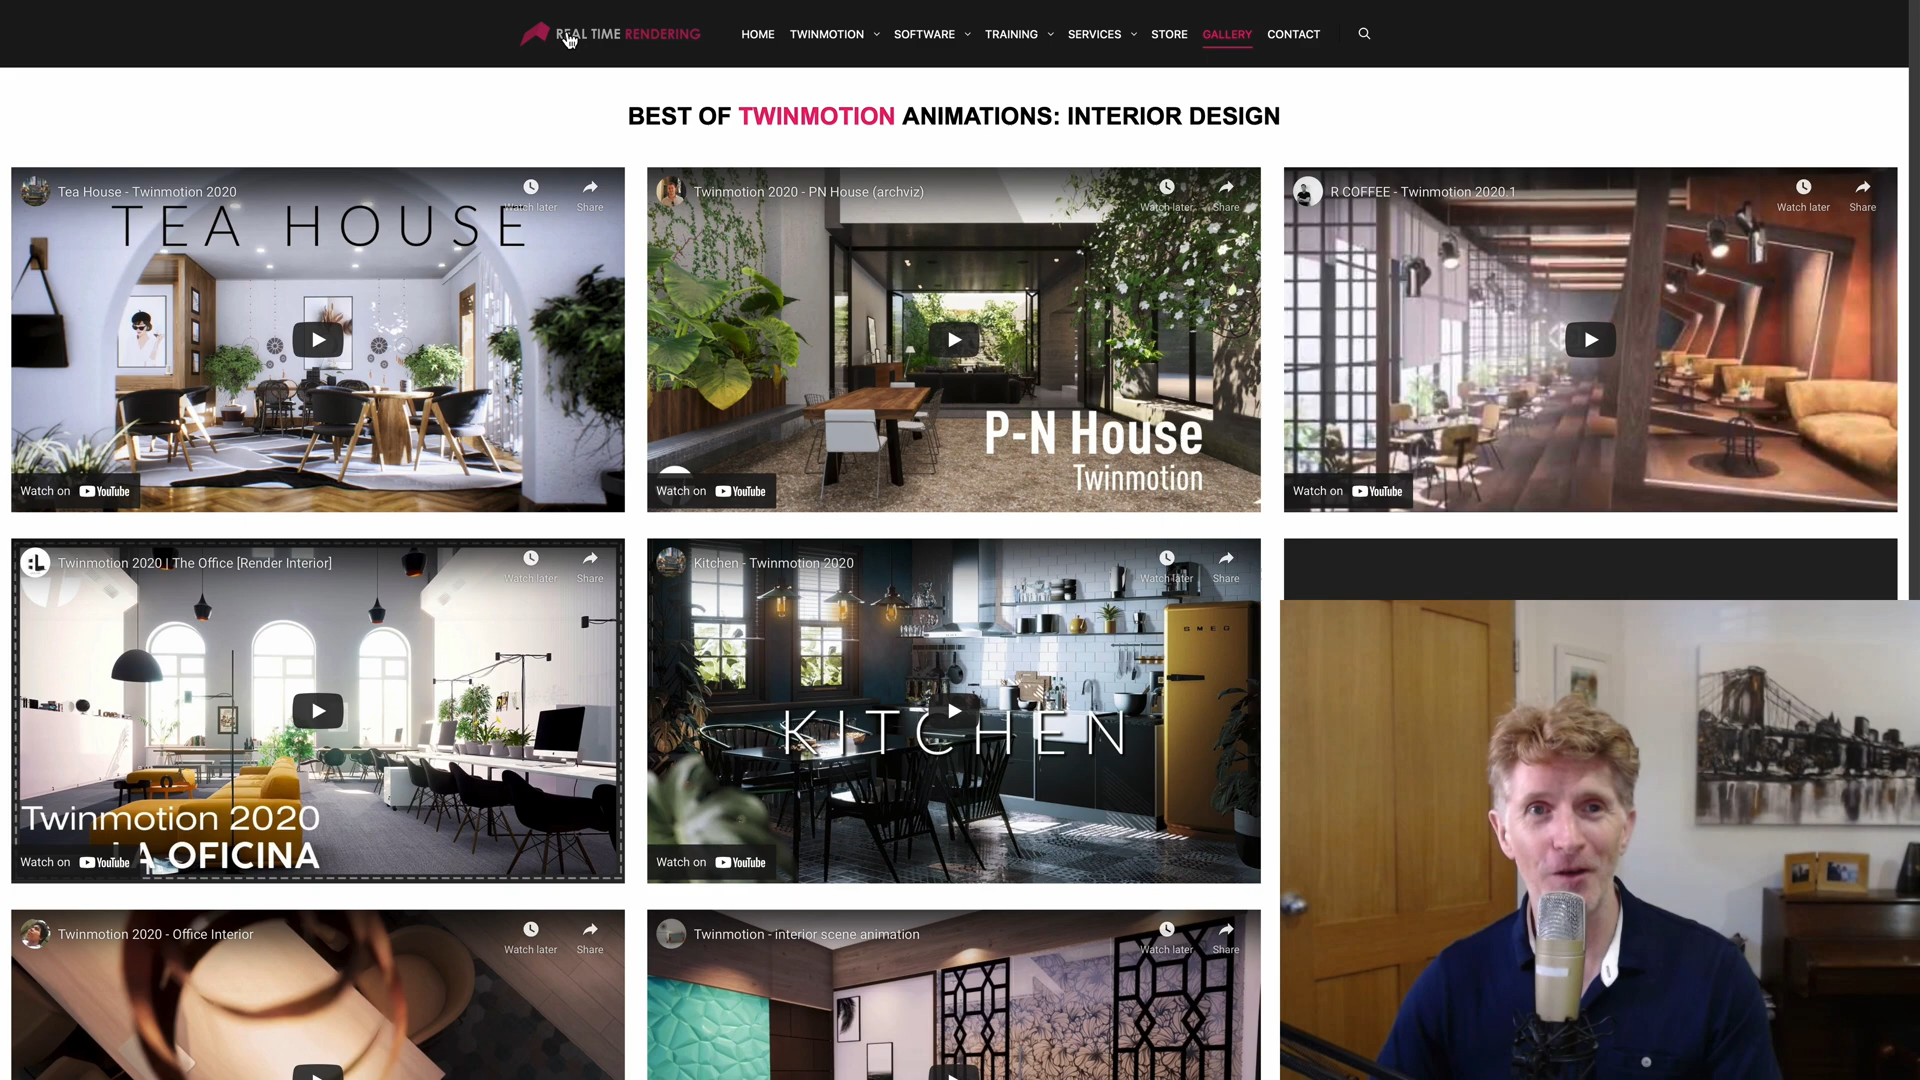 REAL TIME RENDERING
HOME TWINMOTION SOFTWARE TRAINING SERVICES STORE GALLERY CONTACT
BEST OF TWINMOTION ANIMATIONS: INTERIOR DESIGN
Tea House - Twinmotion 2020
Watch later
Share
TEA HOUSE
Watch on YouTube
Twinmotion 2020 - PN House (archviz)
Watch later
Share
P-N House
Twinmotion
Watch on YouTube
R COFFEE - Twinmotion 2020.1
Watch later
Share
Watch on YouTube
Twinmotion 2020 | The Office [Render Interior]
Watch later
Share
Twinmotion 2020
LA OFICINA
Watch on YouTube
Kitchen - Twinmotion 2020
Watch later
Share
SMEG
KITCHEN
Watch on YouTube
Twinmotion 2020 - Office Interior
Watch later
Share
Twinmotion - interior scene animation
Watch later
Share